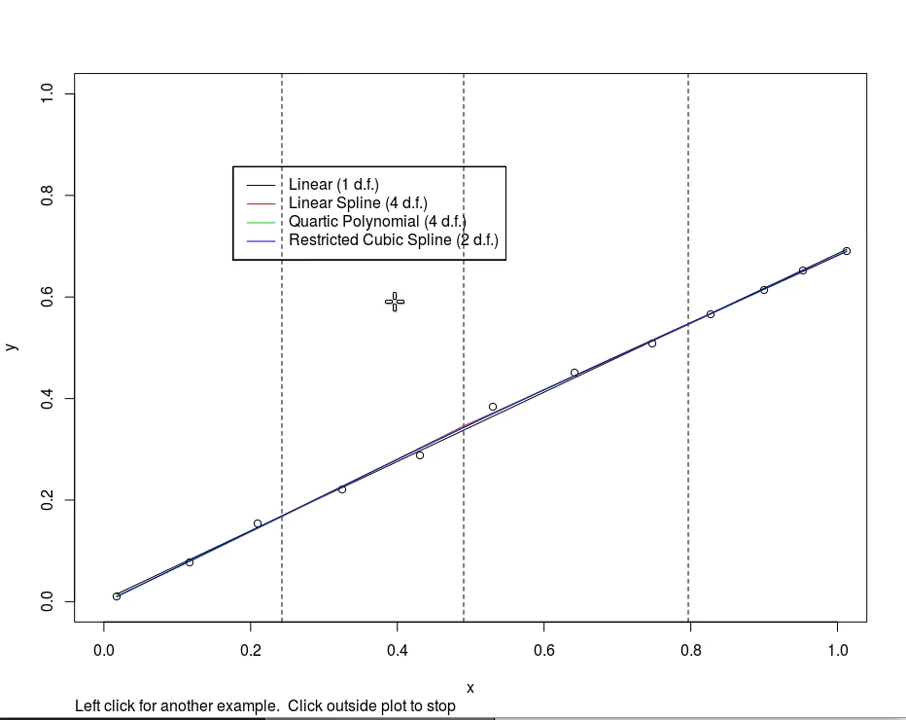 1.0
0.8
0.6
0.4
0.2
0.0
y
Linear (1 d.f.)
Linear Spline (4 d.f.)
Quartic Polynomial (4 d.f.)
Restricted Cubic Spline (2 d.f.)
0.0 0.2 0.4 0.6 0.8 1.0
x
Left click for another example. Click outside plot to stop